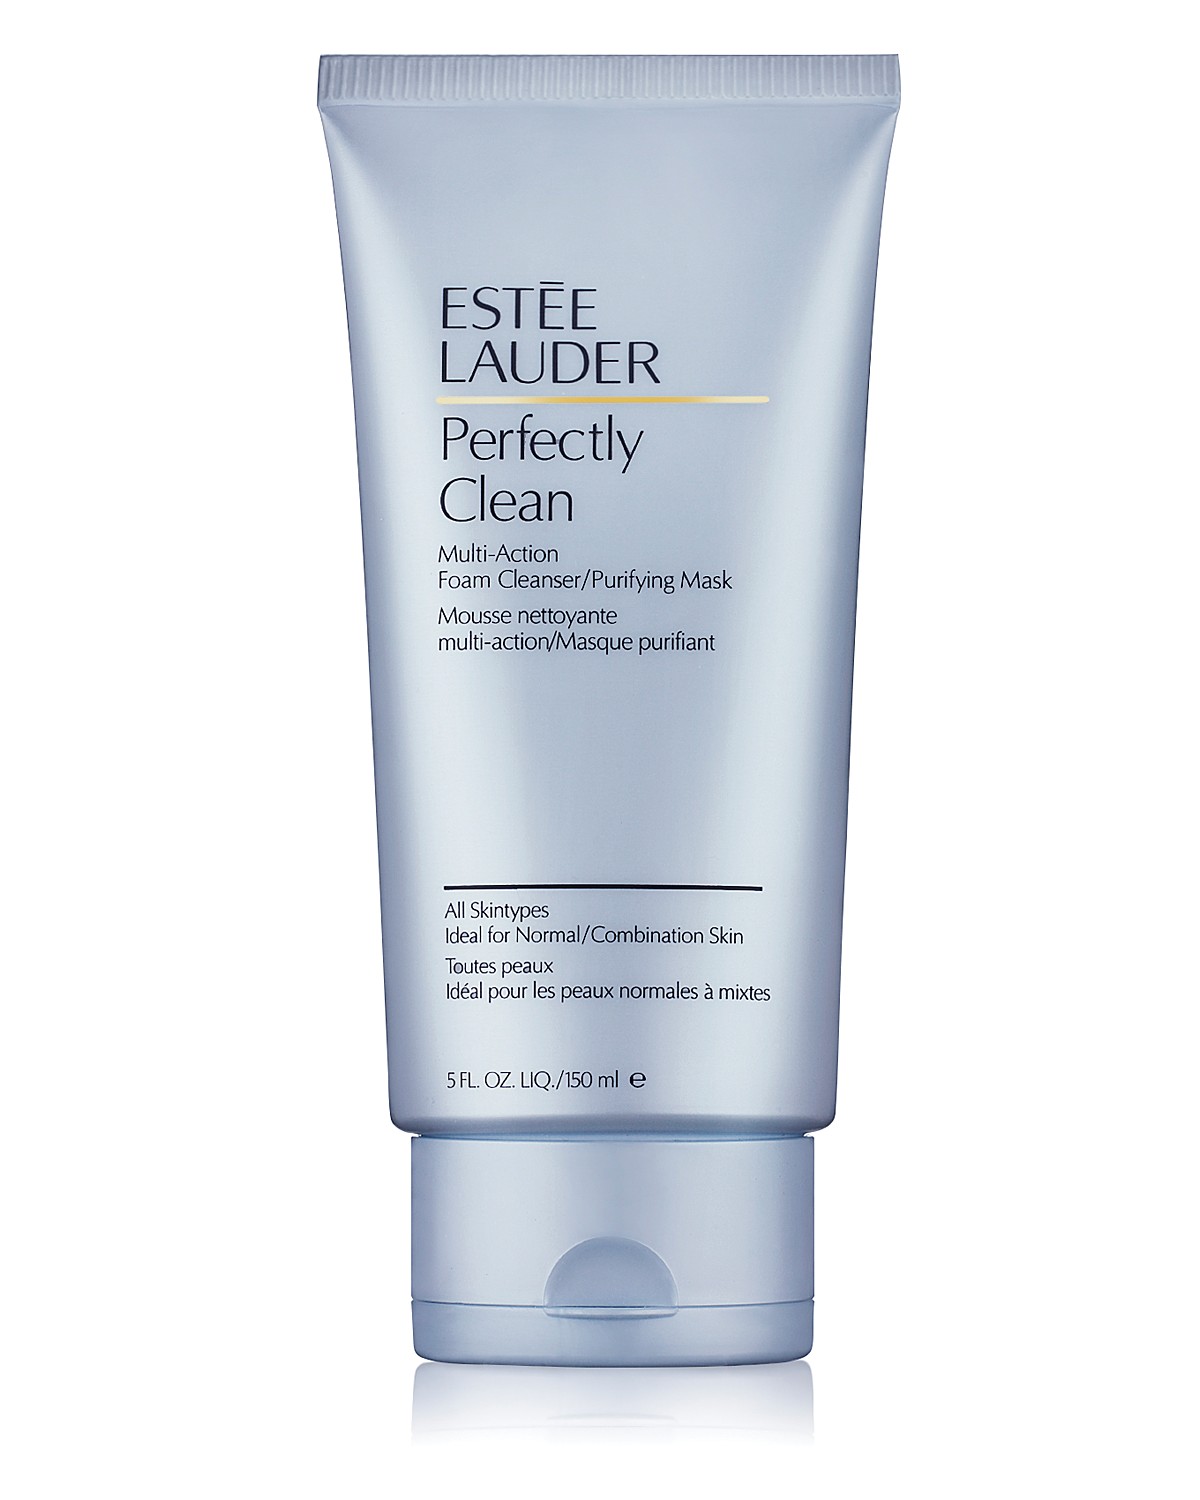 ESTĒE
LAUDER
Perfectly
Clean
Multi-Action
Foam Cleanser/Purifying Mask
Mousse nettoyante
multi-action/Masque purifiant
All Skintypes
Ideal for Normal/Combination Skin
Toutes peaux
Idéal pour les peaux normales à mixtes
5 FL. OZ. LIQ./150 ml ℮